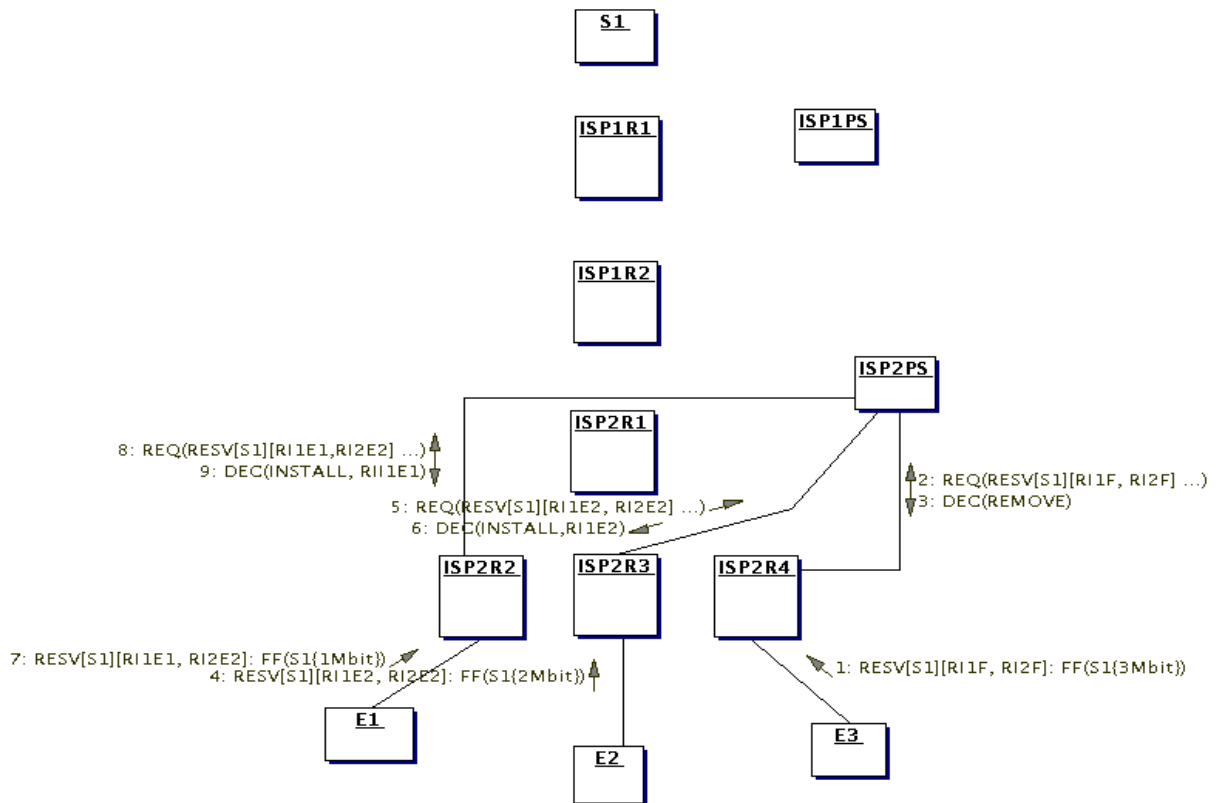 S1
ISP1R1
ISP1PS
ISP1R2
ISP2PS
ISP2R1
8: REQ(RESV[S1][RI1E1,RI2E2] ...)
9: DEC(INSTALL, RII1E1)
2: REQ(RESV[S1][RI1F, RI2F] ...)
3: DEC(REMOVE)
5: REQ(RESV[S1][RI1E2, RI2E2] ...)
6: DEC(INSTALL,RI1E2)
ISP2R2
ISP2R3
ISP2R4
7: RESV[S1][RI1E1, RI2E2]: FF(S1{1Mbit})
4: RESV[S1][RI1E2, RI2E2]: FF(S1{2Mbit})
1: RESV[S1][RI1F, RI2F]: FF(S1{3Mbit})
E1
E2
E3